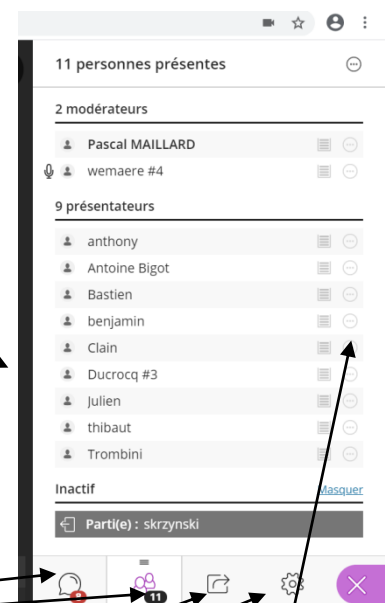 11 personnes présentes
2 modérateurs
Pascal MAILLARD
wemaere #4
9 présentateurs
anthony
Antoine Bigot
Bastien
benjamin
Clain
Ducrocq #3
Julien
thibaut
Trombini
Inactif Masquer
Parti(e) : skrzynski
11